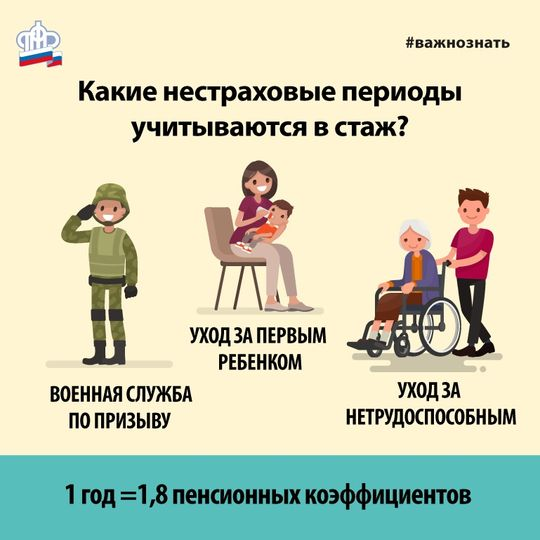 #важнознать
Какие нестраховые периоды
учитываются в стаж?
УХОД ЗА ПЕРВЫМ
РЕБЕНКОМ
ВОЕННАЯ СЛУЖБА
ПО ПРИЗЫВУ
УХОД ЗА
НЕТРУДОСПОСОБНЫМ
1 год =1,8 пенсионных коэффициентов